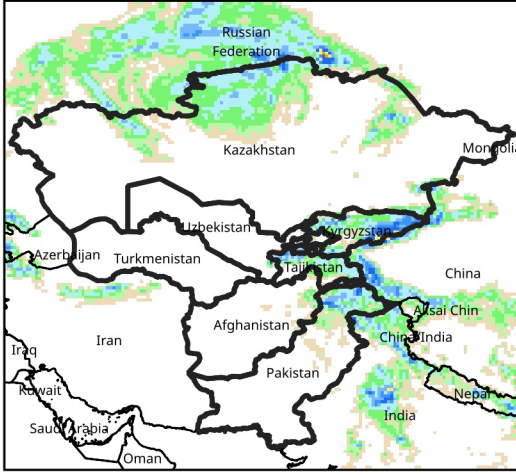 Russian
Federation
Kazakhstan
Mongolia
Uzbekistan
Kyrgyzstan
Azerbaijan
Turkmenistan
Tajikistan
China
Aksai Chin
Afghanistan
China/India
Iran
Iraq
Pakistan
Kuwait
Nepal
India
Saudi Arabia
Oman